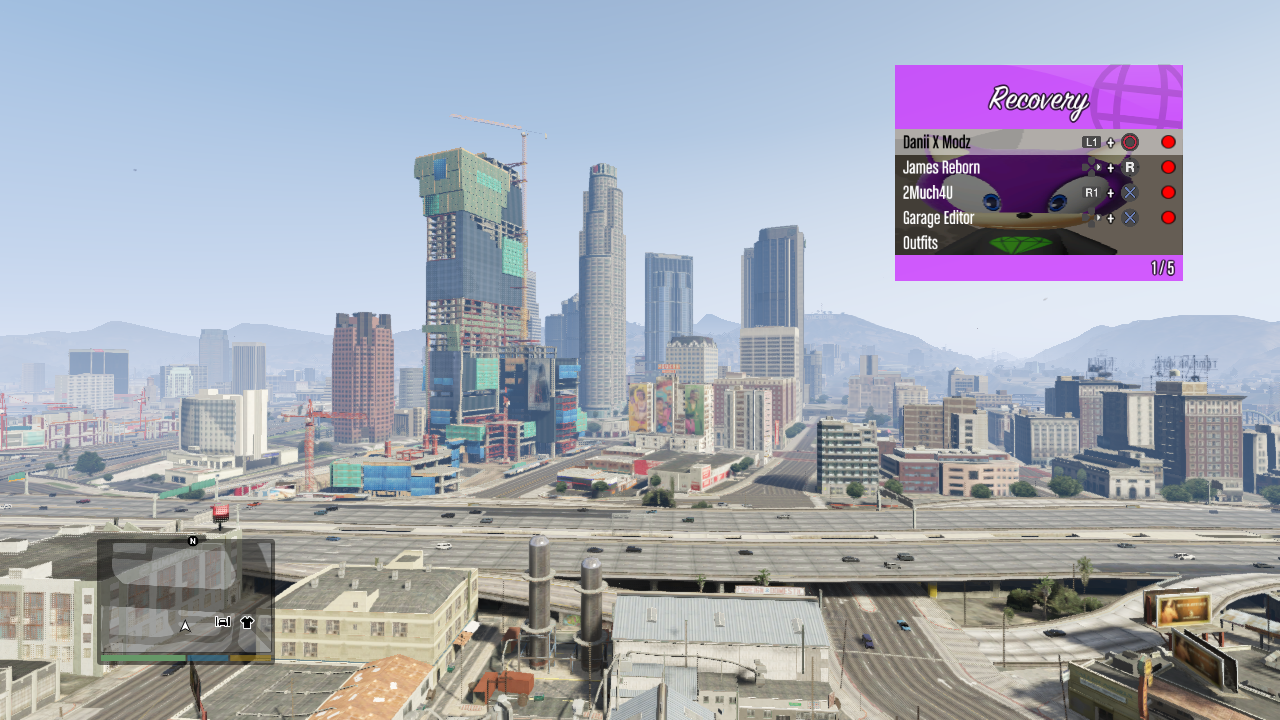 Recovery
Danii X Modz L1 +
James Reborn + R
2Much4U R1 +
Garage Editor +
Outfits
1/5
N